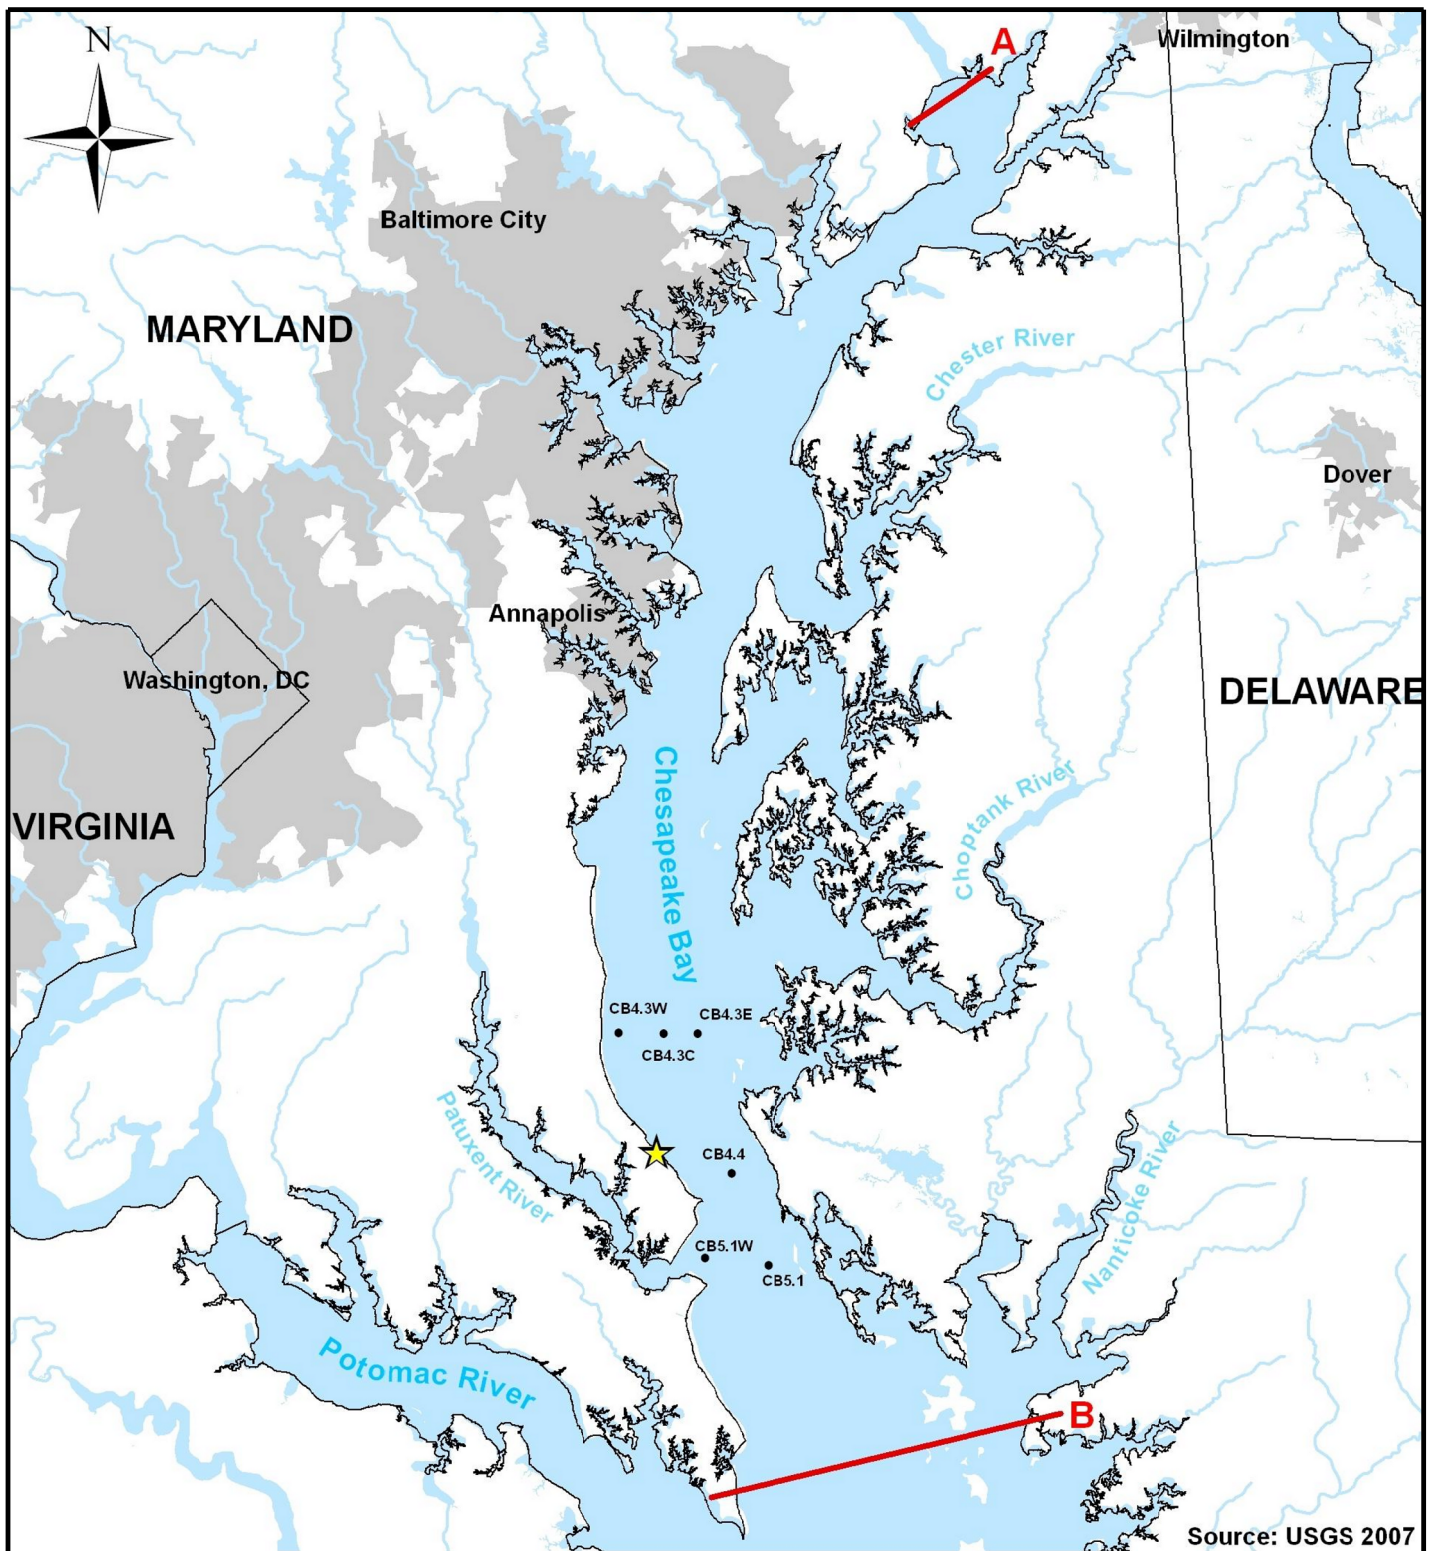 N
A
Wilmington
Baltimore City
MARYLAND
Chester River
Dover
Annapolis
Washington, DC
DELAWARE
Chesapeake Bay
Choptank River
VIRGINIA
CB4.3W
CB4.3E
CB4.3C
Patuxent River
CB4.4
Nanticoke River
CB5.1W
CB5.1
Potomac River
B
Source: USGS 2007